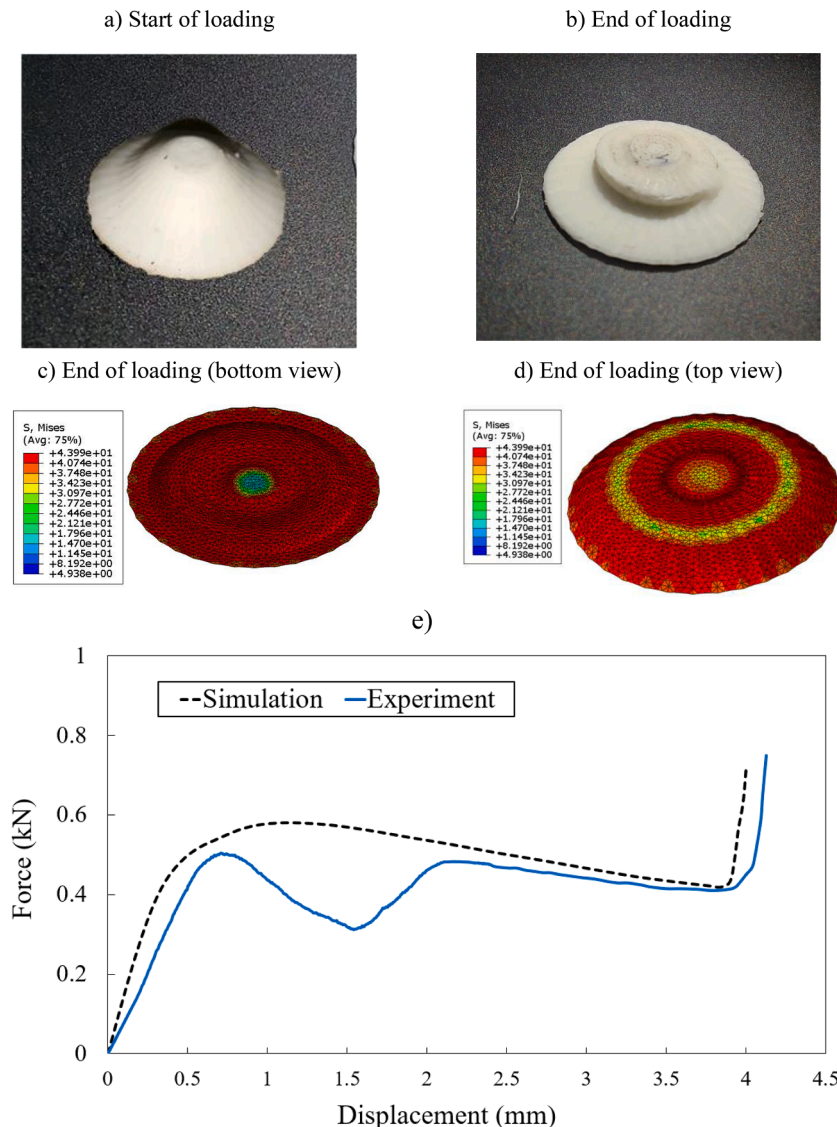 a) Start of loading
b) End of loading
c) End of loading (bottom view)
d) End of loading (top view)
S, Mises
(Avg: 75%)
+4.399e+01
+4.074e+01
+3.748e+01
+3.423e+01
+3.097e+01
+2.772e+01
+2.446e+01
+2.121e+01
+1.796e+01
+1.470e+01
+1.145e+01
+8.192e+00
+4.938e+00
S, Mises
(Avg: 75%)
+4.399e+01
+4.074e+01
+3.748e+01
+3.423e+01
+3.097e+01
+2.772e+01
+2.446e+01
+2.121e+01
+1.796e+01
+1.470e+01
+1.145e+01
+8.192e+00
+4.938e+00
e)
1
0.8
0.6
0.4
0.2
0
Force (kN)
Simulation
Experiment
0
0.5
1
1.5
2
2.5
3
3.5
4
4.5
Displacement (mm)